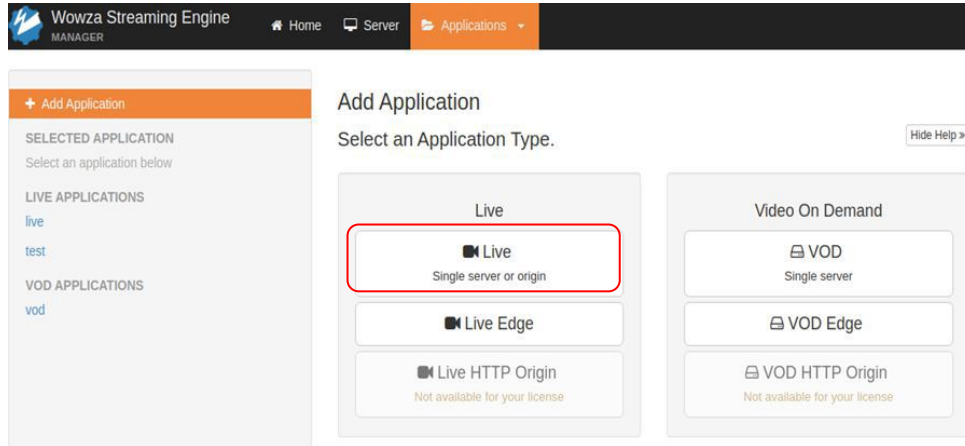 Wowza Streaming Engine
MANAGER
Home
Server
Applications
+ Add Application
SELECTED APPLICATION
Select an application below
LIVE APPLICATIONS
live
test
VOD APPLICATIONS
vod
Add Application
Select an Application Type.
Hide Help »
Live
Live
Single server or origin
Live Edge
Live HTTP Origin
Not available for your license
Video On Demand
VOD
Single server
VOD Edge
VOD HTTP Origin
Not available for your license